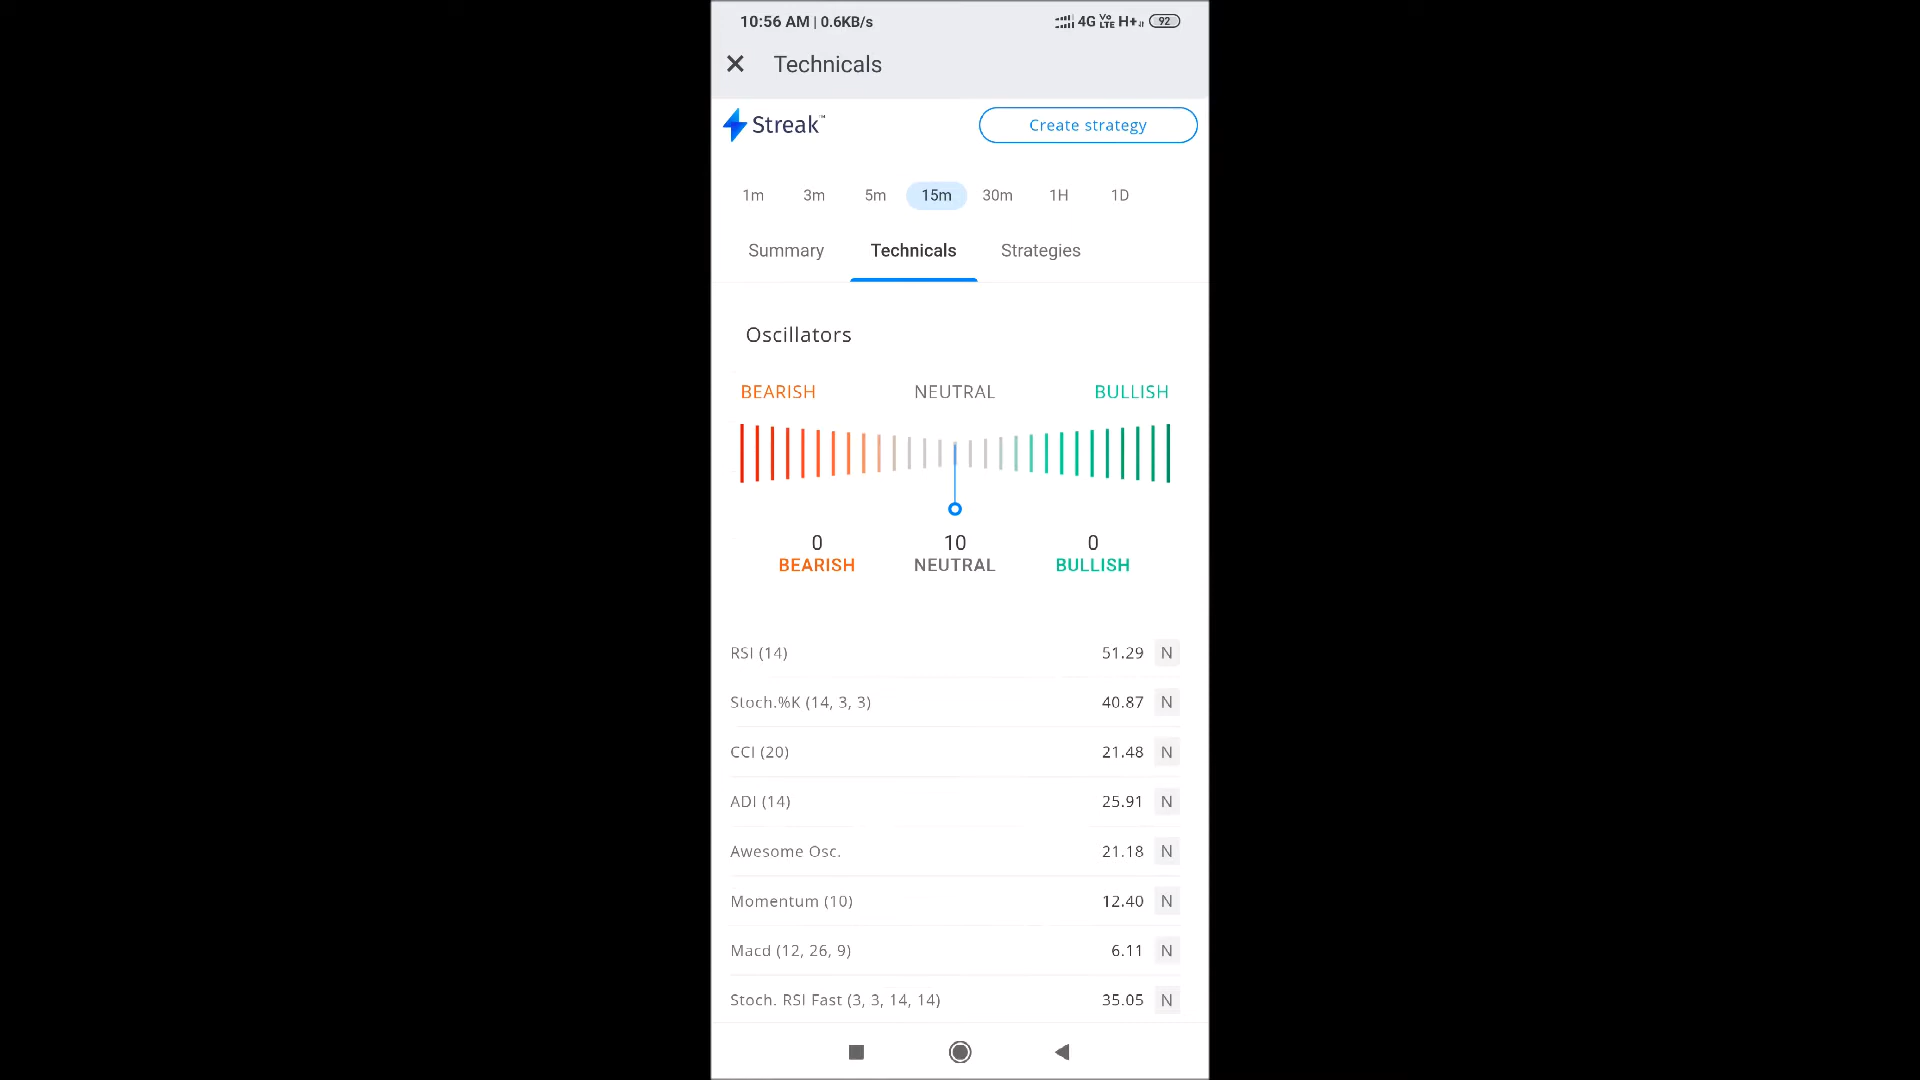 10:56 AM | 0.6KB/s 4G Vo LTE H+ 92
Technicals
Streak™ Create strategy
1m 3m 5m 15m 30m 1H 1D
Summary Technicals Strategies
Oscillators
BEARISH NEUTRAL BULLISH
0 10 0
BEARISH NEUTRAL BULLISH
RSI (14) 51.29 N
Stoch.%K (14, 3, 3) 40.87 N
CCI (20) 21.48 N
ADI (14) 25.91 N
Awesome Osc. 21.18 N
Momentum (10) 12.40 N
Macd (12, 26, 9) 6.11 N
Stoch. RSI Fast (3, 3, 14, 14) 35.05 N